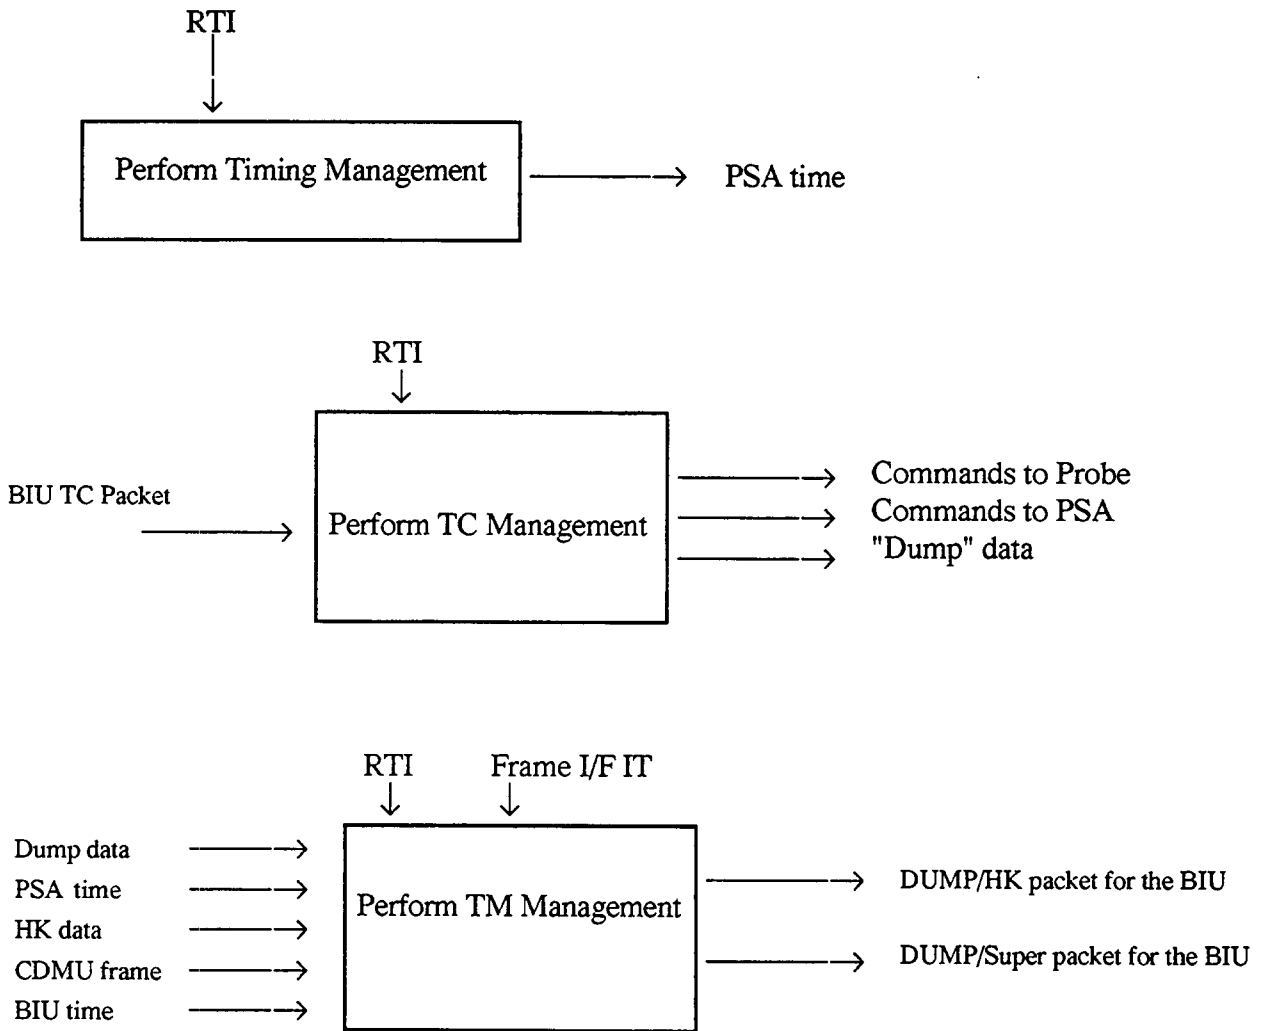 RTI
Perform Timing Management
PSA time
RTI
BIU TC Packet
Perform TC Management
Commands to Probe
Commands to PSA
"Dump" data
RTI
Frame I/F IT
Dump data
PSA time
HK data
CDMU frame
BIU time
Perform TM Management
DUMP/HK packet for the BIU
DUMP/Super packet for the BIU